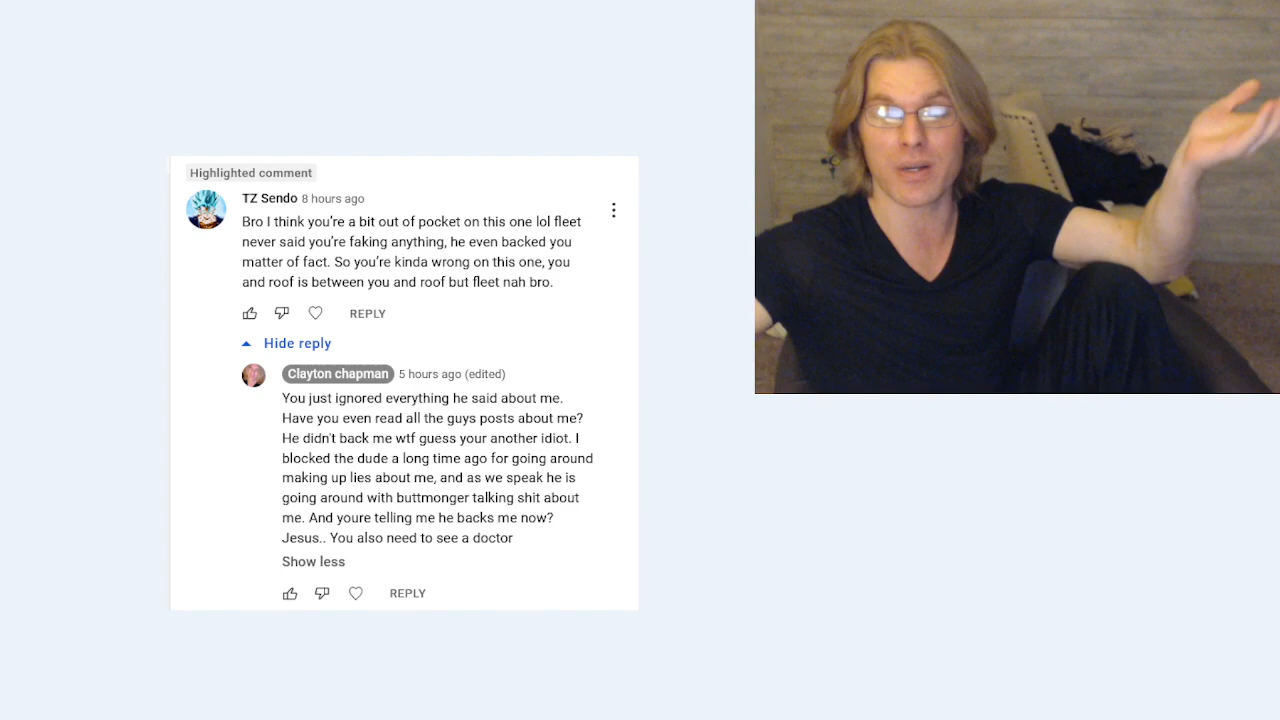 Highlighted comment
TZ Sendo 8 hours ago
Bro I think you're a bit out of pocket on this one lol fleet
never said you're faking anything, he even backed you
matter of fact. So you're kinda wrong on this one, you
and roof is between you and roof but fleet nah bro.
REPLY
Hide reply
Clayton chapman 5 hours ago (edited)
You just ignored everything he said about me.
Have you even read all the guys posts about me?
He didn't back me wtf guess your another idiot. I
blocked the dude a long time ago for going around
making up lies about me, and as we speak he is
going around with buttmonger talking shit about
me. And youre telling me he backs me now?
Jesus.. You also need to see a doctor
Show less
REPLY